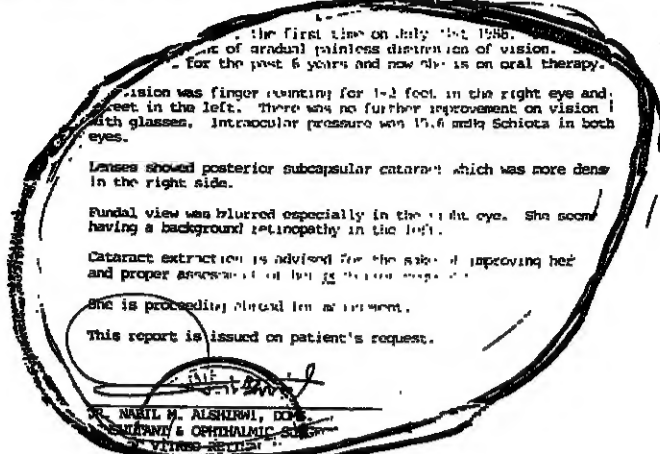 the first time on July 21st 1988.
of gradual painless distortion of vision.
for the past 6 years and now she is on oral therapy.
vision was finger counting for 1-2 feet in the right eye and
feet in the left. There was no further improvement on vision
with glasses. Intraocular pressure was 15.6 mmHg Schiotz in both
eyes.
Lenses showed posterior subcapsular cataract which was more dense
in the right side.
Fundal view was blurred especially in the right eye. She seems
having a background retinopathy in the left.
Cataract extraction is advised for the sake of improving her
and proper assessment of her
She is proceeding abroad for
This report is issued on patient's request.
DR. NABIL M. ALSHIRWI, DOMS.
& OPHTHALMIC